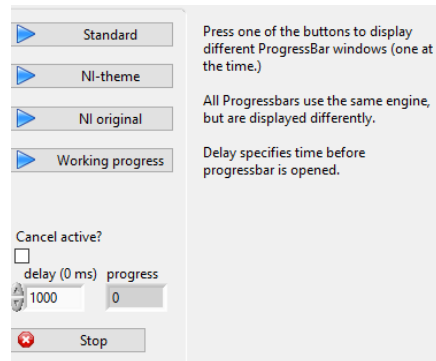 Standard
NI-theme
NI original
Working progress
Press one of the buttons to display
different ProgressBar windows (one at
the time.)
All Progressbars use the same engine,
but are displayed differently.
Delay specifies time before
progressbar is opened.
Cancel active?
delay (0 ms) progress
1000 0
Stop